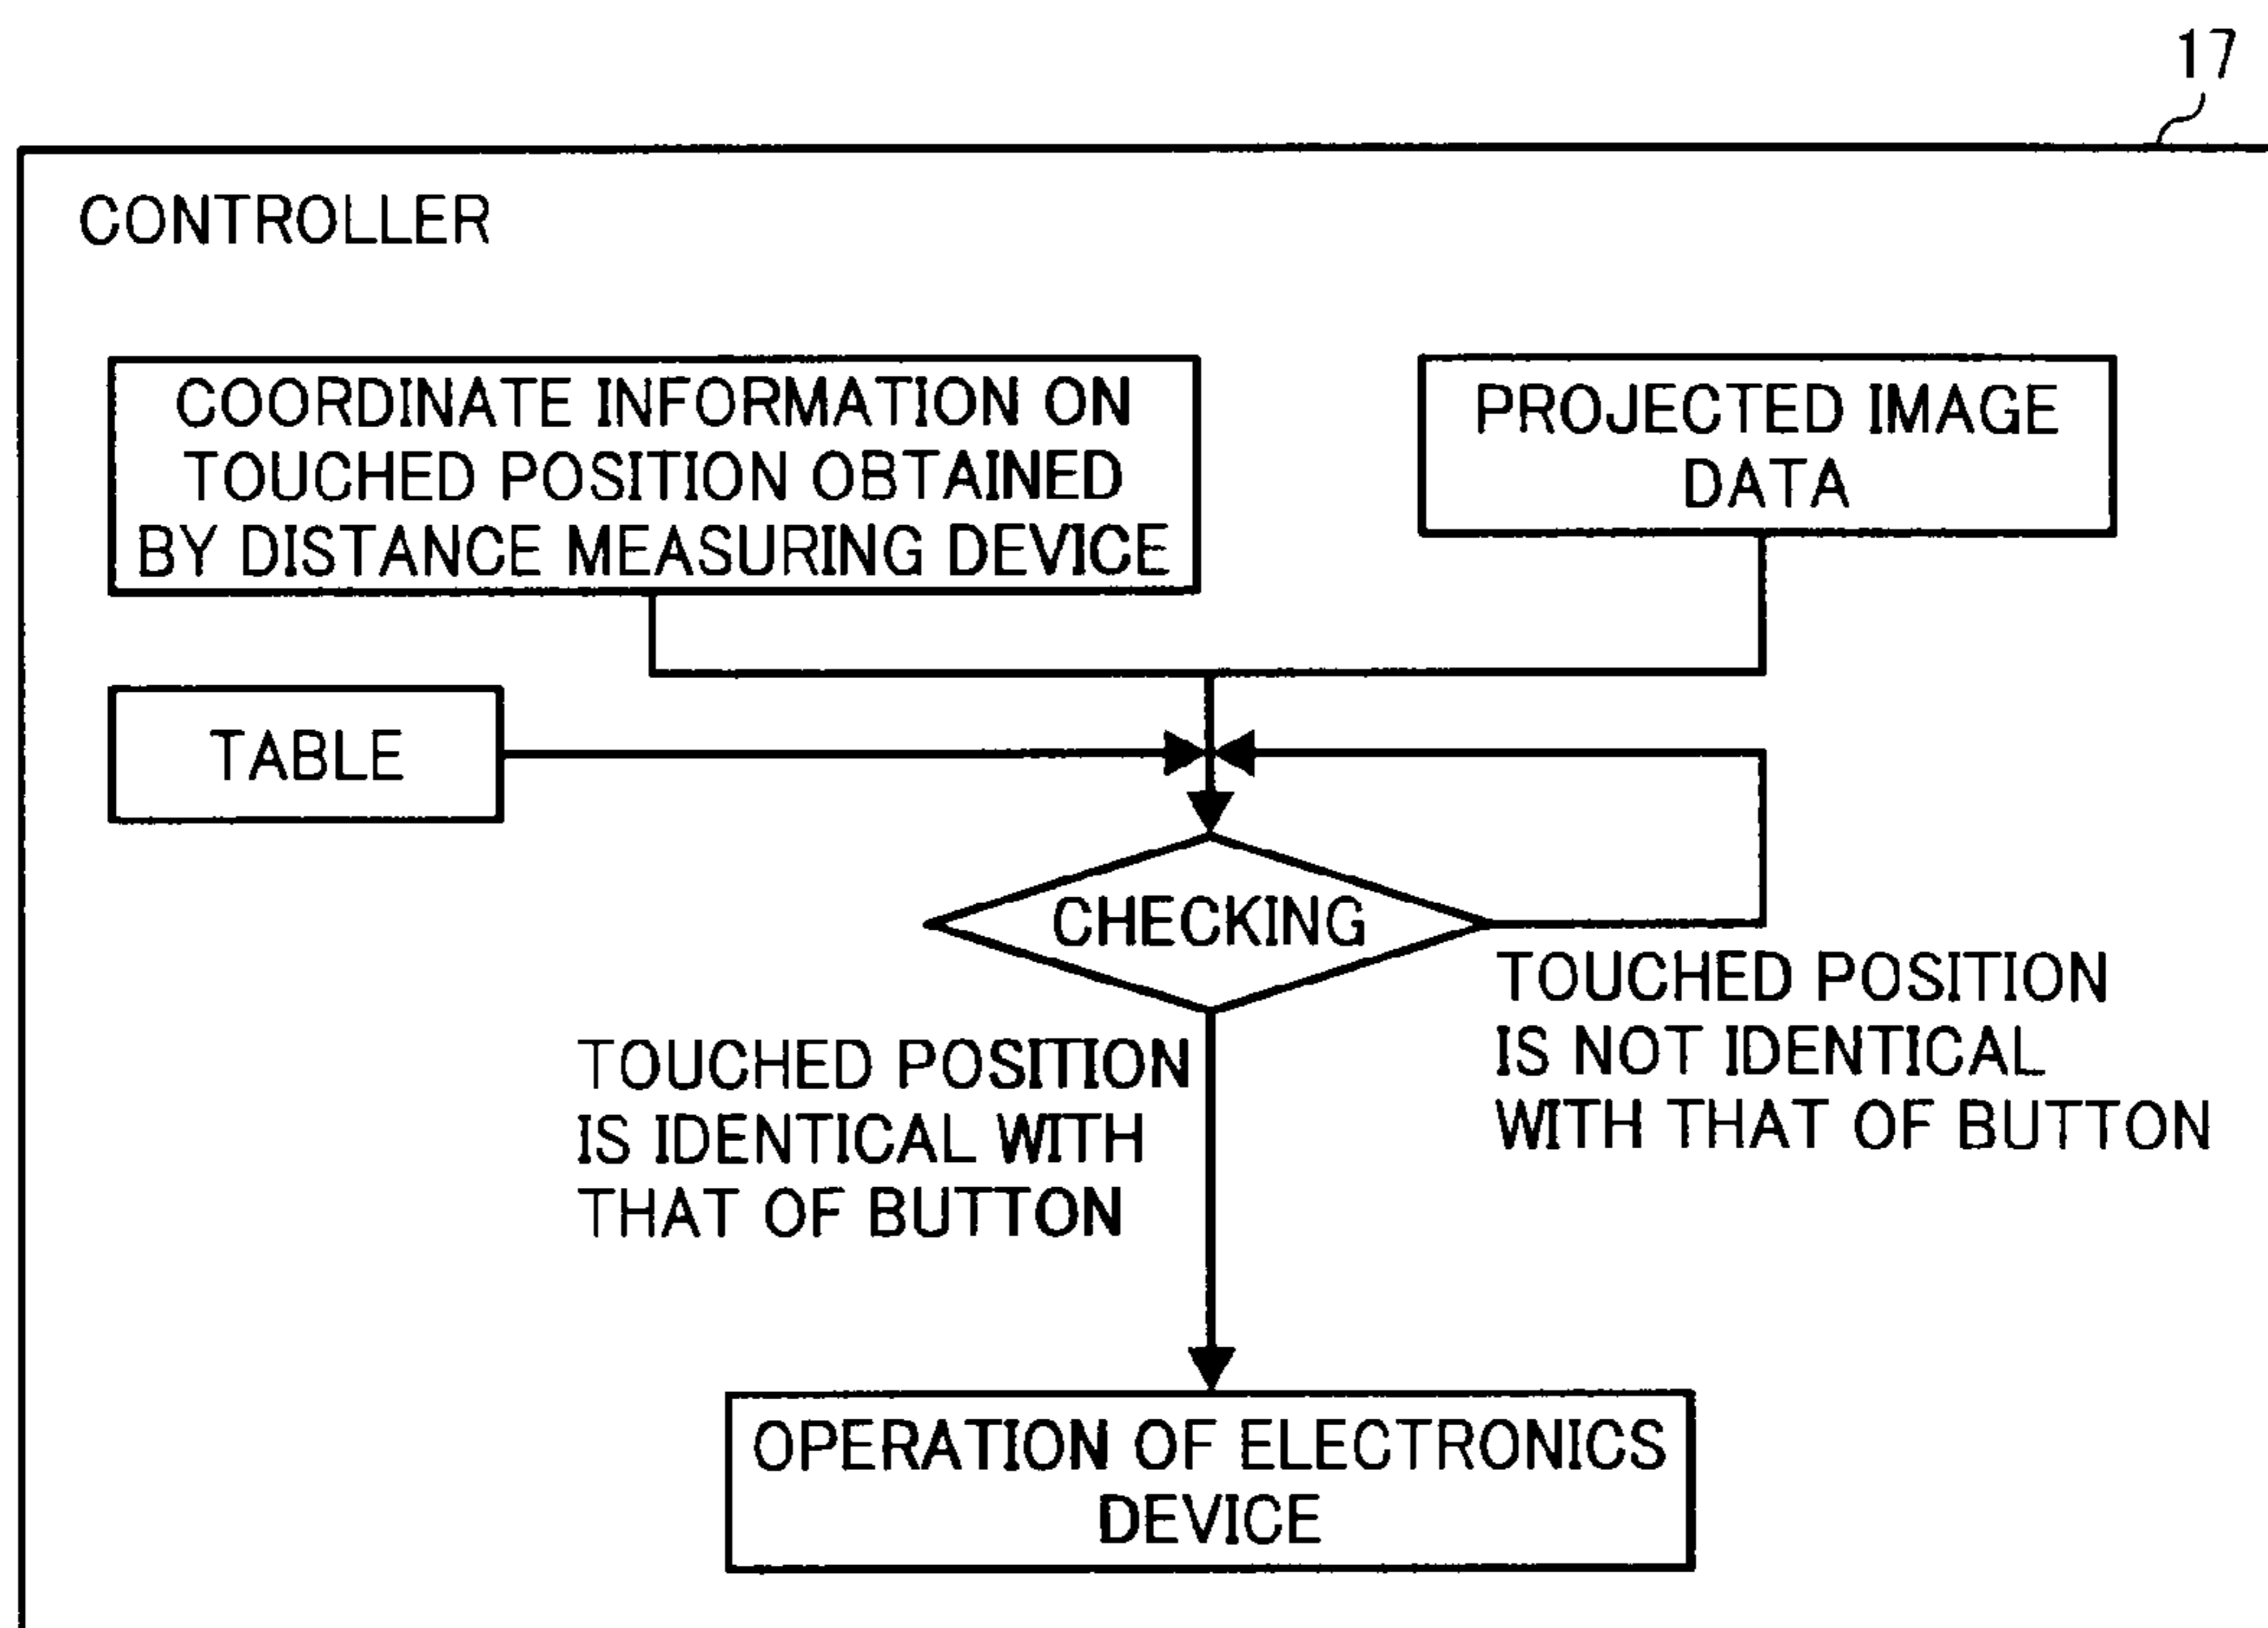 17
CONTROLLER
COORDINATE INFORMATION ON
TOUCHED POSITION OBTAINED
BY DISTANCE MEASURING DEVICE
PROJECTED IMAGE
DATA
TABLE
CHECKING
TOUCHED POSITION
IS NOT IDENTICAL
WITH THAT OF BUTTON
TOUCHED POSITION
IS IDENTICAL WITH
THAT OF BUTTON
OPERATION OF ELECTRONICS
DEVICE